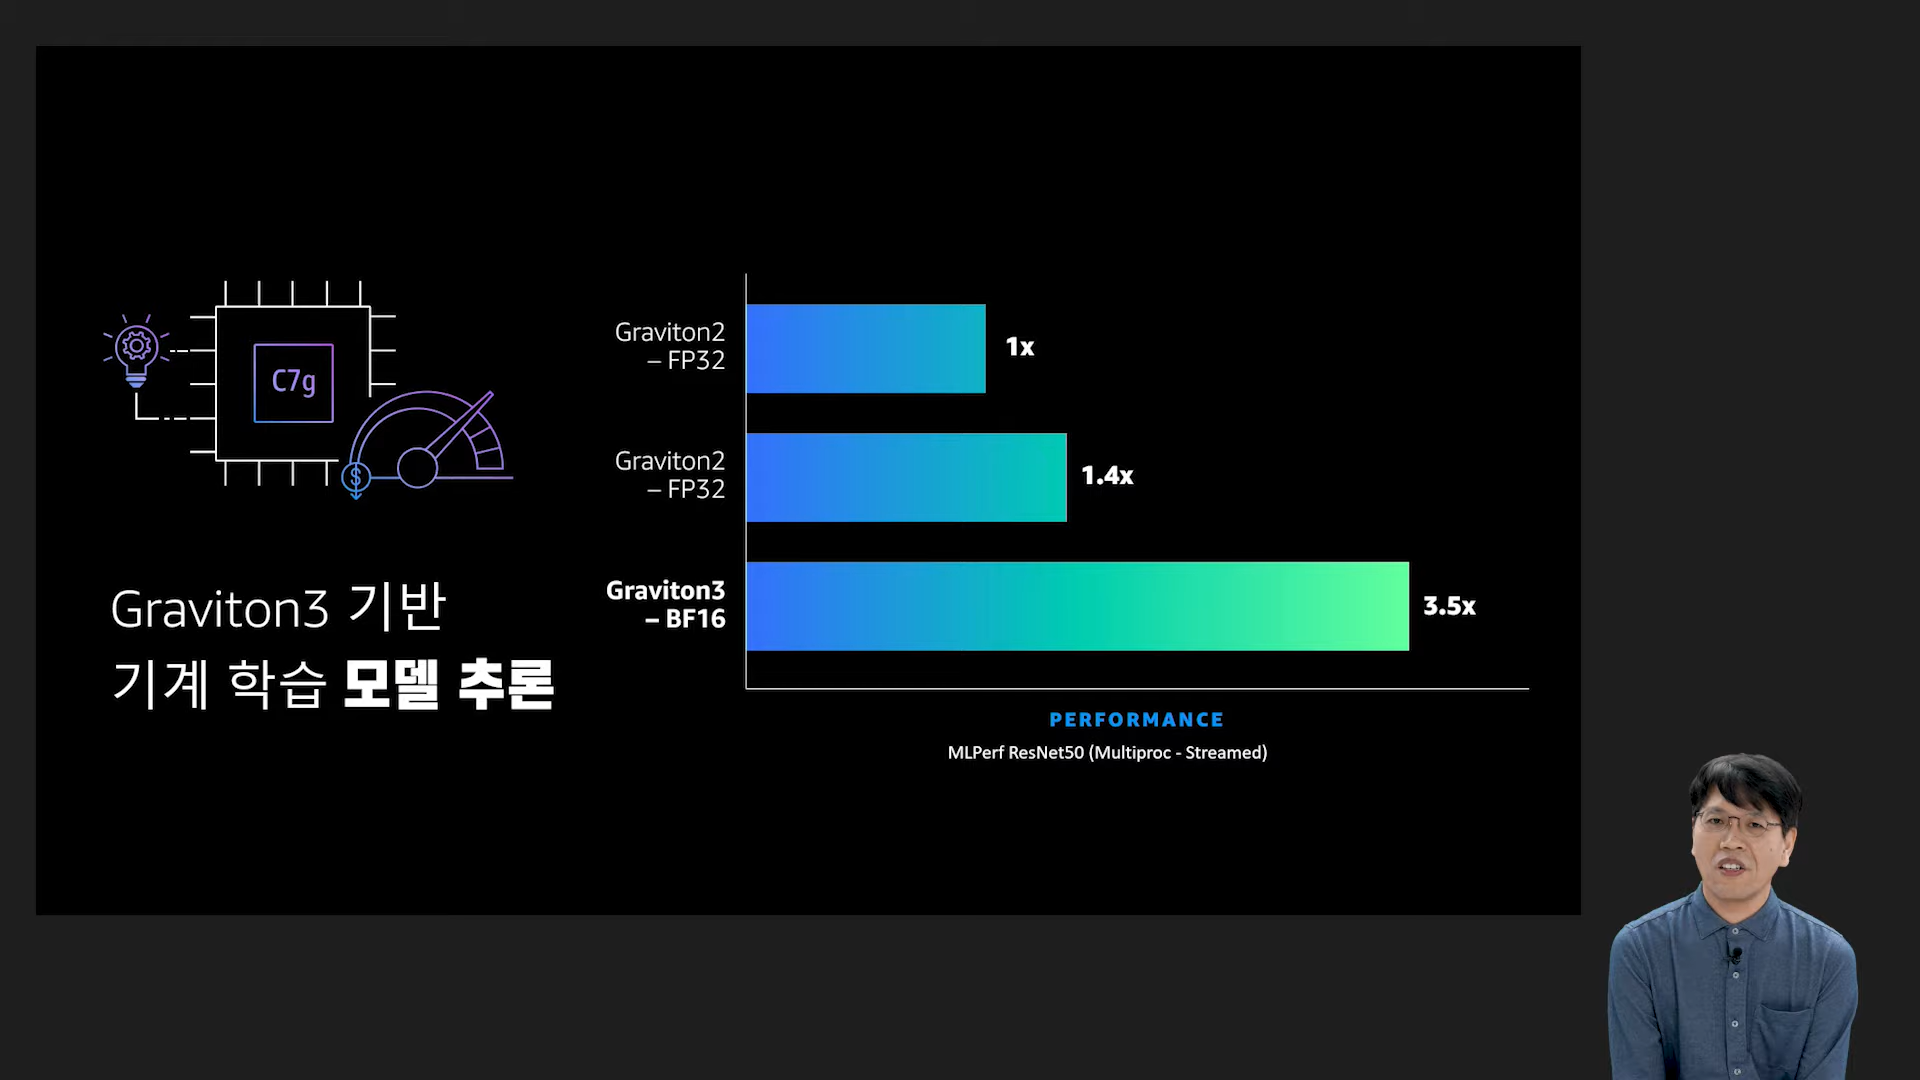 C7g
$
Graviton3 기반
기계 학습 모델 추론
Graviton2
– FP32
1x
Graviton2
– FP32
1.4x
Graviton3
– BF16
3.5x
PERFORMANCE
MLPerf ResNet50 (Multiproc - Streamed)